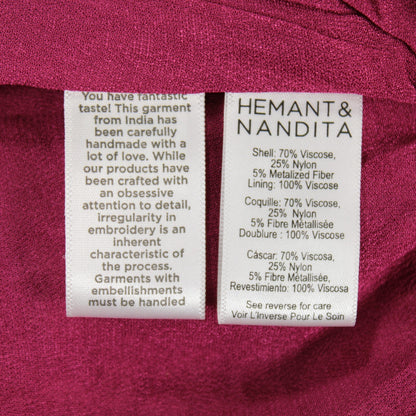 You have fantastic
taste! This garment
from India has
been carefully
handmade with a
lot of love. While
our products have
been crafted with
an obsessive
attention to detail,
irregularity in
embroidery is an
inherent
characteristic of
the process.
Garments with
embellishments
must be handled
HEMANT &
NANDITA
Shell: 70% Viscose,
25% Nylon
5% Metalized Fiber
Lining: 100% Viscose
Coquille: 70% Viscose,
25% Nylon
5% Fibre Métallisée
Doublure : 100% Viscose
Cáscar: 70% Viscosa,
25% Nylon
5% Fibre Métallisée,
Revestimiento: 100% Viscosa
See reverse for care
Voir L'inverse Pour Le Soin